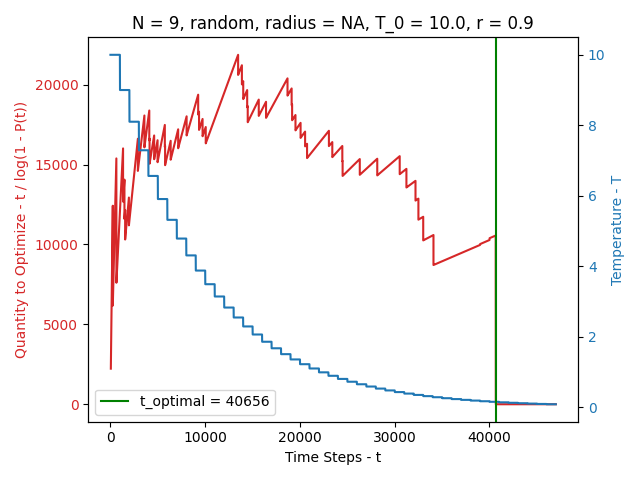 N = 9, random, radius = NA, T_0 = 10.0, r = 0.9
Quantity to Optimize - t / log(1 - P(t))
20000
15000
10000
5000
0
10
8
6
4
2
0
Temperature - T
t_optimal = 40656
0 10000 20000 30000 40000
Time Steps - t